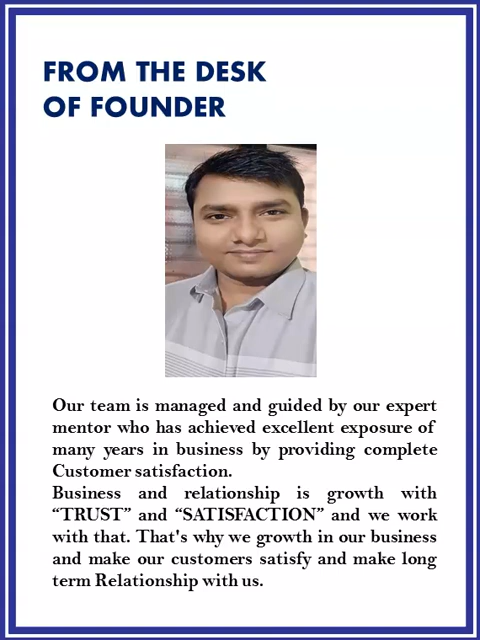 FROM THE DESK
OF FOUNDER
Our team is managed and guided by our expert
mentor who has achieved excellent exposure of
many years in business by providing complete
Customer satisfaction.
Business and relationship is growth with
“TRUST” and “SATISFACTION” and we work
with that. That's why we growth in our business
and make our customers satisfy and make long
term Relationship with us.